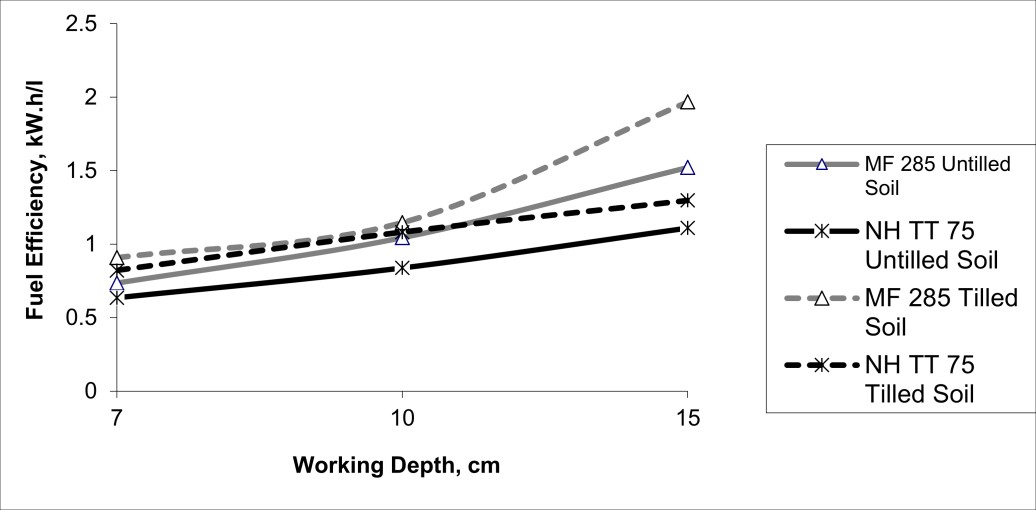 2.5
2
1.5
1
0.5
0
Fuel Efficiency, kW.h/l
7
10
15
Working Depth, cm
MF 285 Untilled
Soil
NH TT 75
Untilled Soil
MF 285 Tilled
Soil
NH TT 75
Tilled Soil